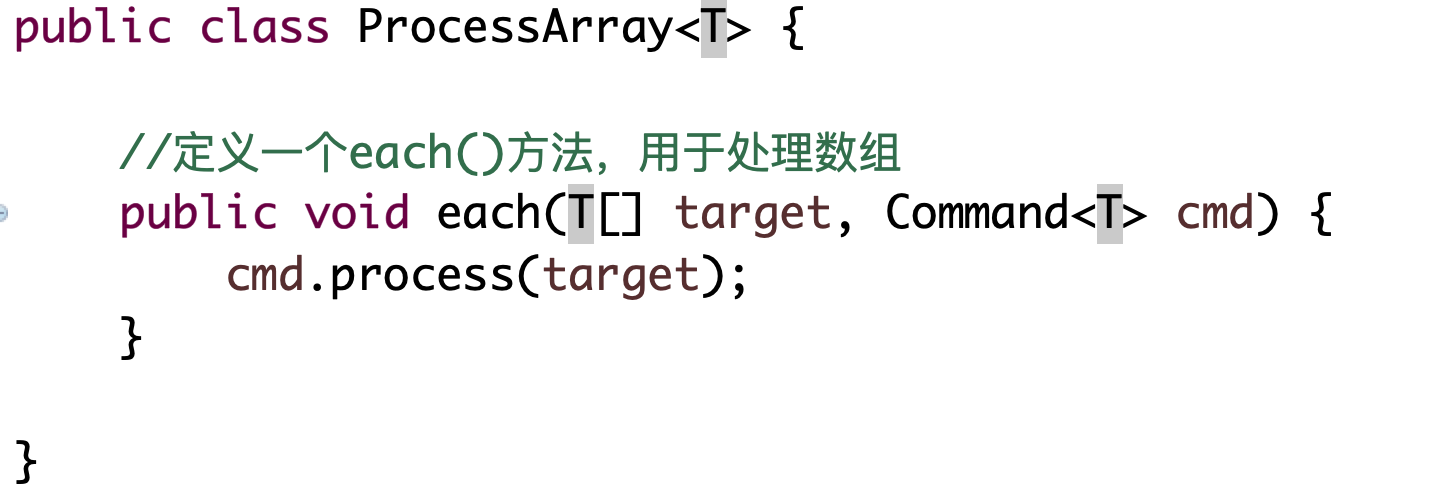 public class ProcessArray<T> {
//定义一个each()方法，用于处理数组
public void each(T[] target, Command<T> cmd) {
cmd.process(target);
}
}